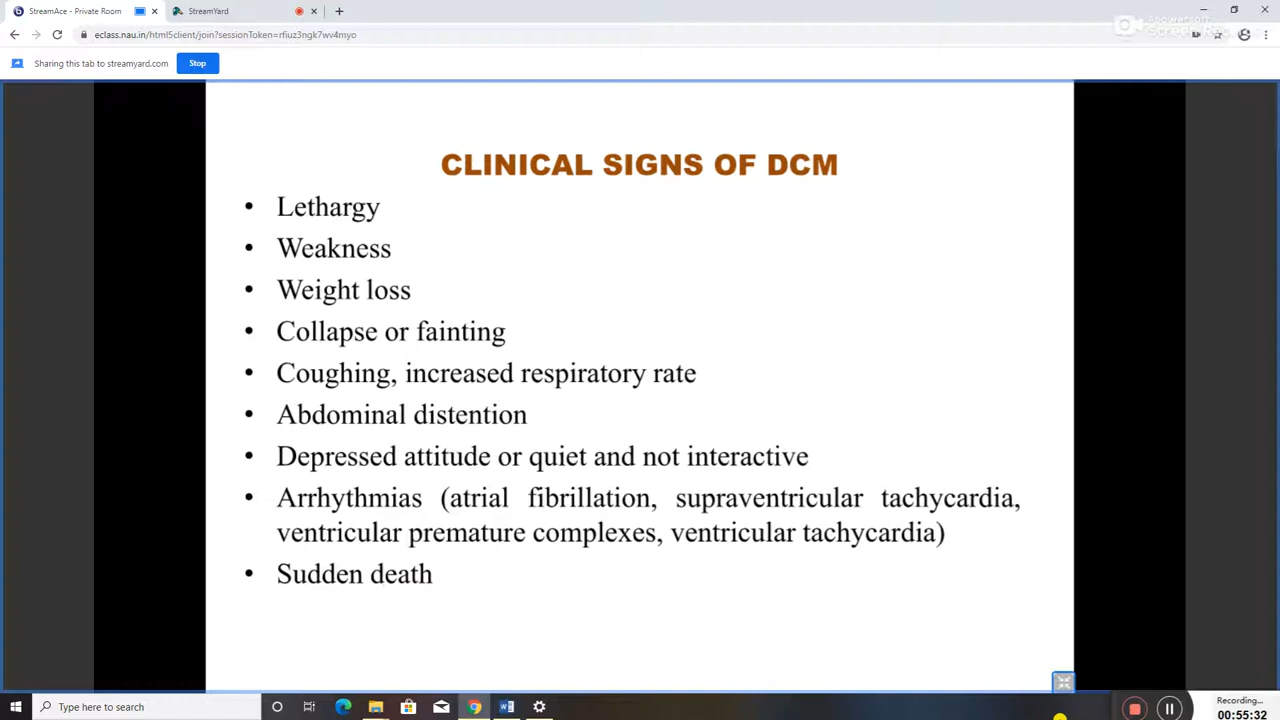 StreamAce - Private Room
StreamYard
eclass.nau.in/html5client/join?sessionToken=rfiuz3ngk7wv4myo
Sharing this tab to streamyard.com
Stop
CLINICAL SIGNS OF DCM
• Lethargy
• Weakness
• Weight loss
• Collapse or fainting
• Coughing, increased respiratory rate
• Abdominal distention
• Depressed attitude or quiet and not interactive
• Arrhythmias (atrial fibrillation, supraventricular tachycardia,
ventricular premature complexes, ventricular tachycardia)
• Sudden death
Type here to search
Recording...
00:55:32